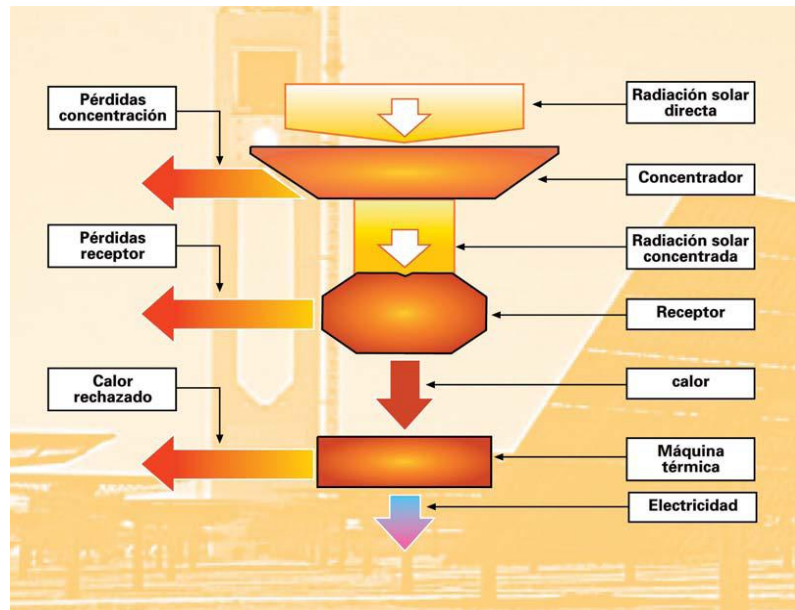 Pérdidas
concentración
Radiación solar
directa
Concentrador
Pérdidas
receptor
Radiación solar
concentrada
Receptor
Calor
rechazado
calor
Máquina
térmica
Electricidad